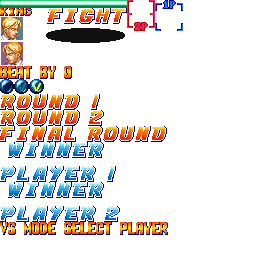 KING
FIGHT
1P
2P
BEAT BY 0
ROUND 1
ROUND 2
FINAL ROUND
WINNER
PLAYER 1
WINNER
PLAYER 2
VS MODE SELECT PLAYER